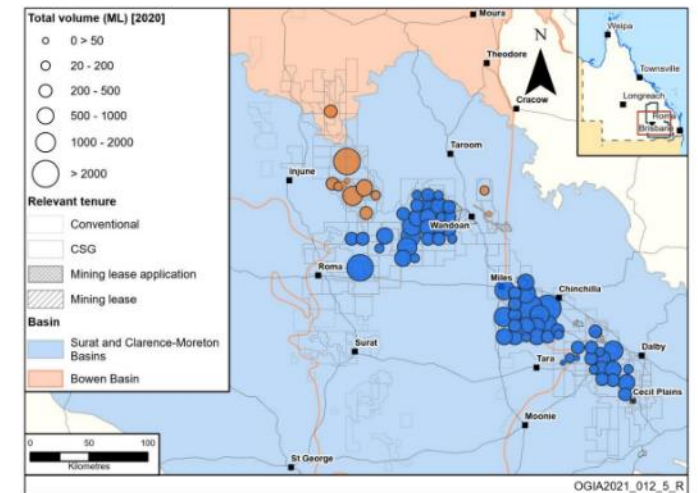 Total volume (ML) [2020]
0 > 50
20 - 200
200 - 500
500 - 1000
1000 - 2000
> 2000
Relevant tenure
Conventional
CSG
Mining lease application
Mining lease
Basin
Surat and Clarence-Moreton
Basins
Bowen Basin
0 50 100
Kilometres
Moura
Theodore
N
Cracow
Taroom
Injune
Wandoan
Roma
Miles
Chinchilla
Surat
Dalby
Tara
Cecil Plains
Moonie
St George
Weipa
Townsville
Longreach
Roma
Brisbane
OGIA2021_012_5_R